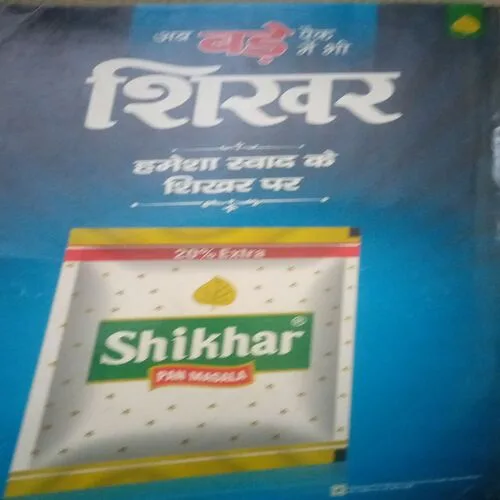 अब बड़े पैक में भी
शिखर
हमेशा स्वाद के
शिखर पर
20% Extra
Shikhar®
PAN MASALA